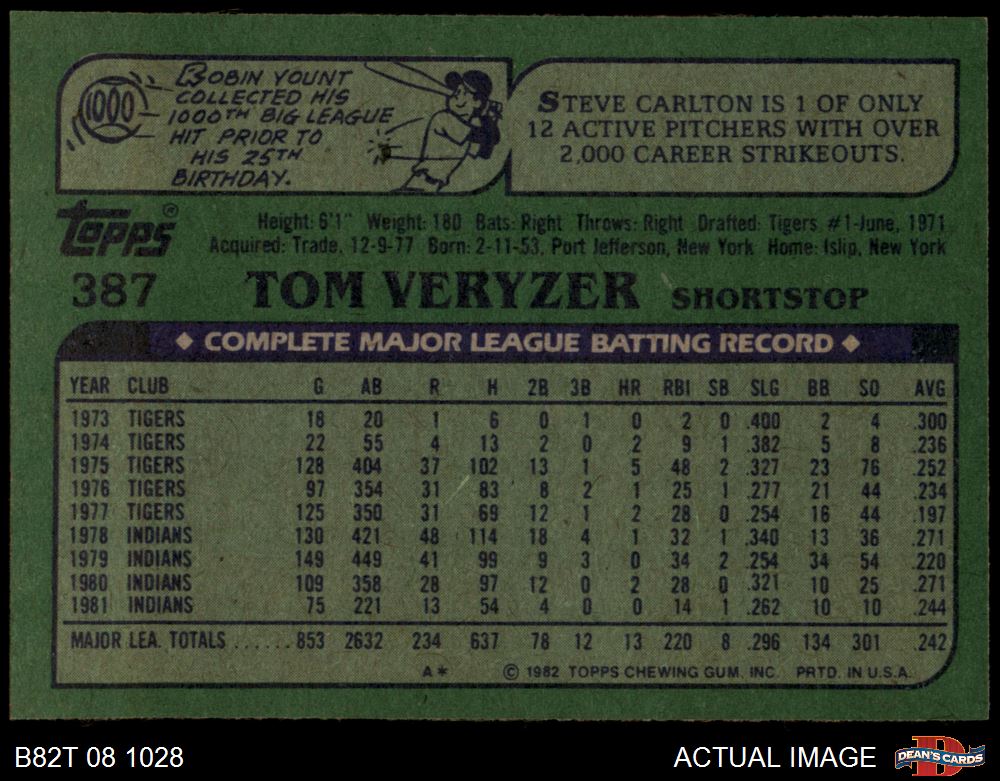 1000
ROBIN YOUNT
COLLECTED HIS
1000TH BIG LEAGUE
HIT PRIOR TO
HIS 25TH
BIRTHDAY.
STEVE CARLTON IS 1 OF ONLY
12 ACTIVE PITCHERS WITH OVER
2,000 CAREER STRIKEOUTS.
Topps®
Height: 6'1" Weight: 180 Bats: Right Throws: Right Drafted: Tigers #1-June, 1971
Acquired: Trade, 12-9-77 Born: 2-11-53, Port Jefferson, New York Home: Islip, New York
387 TOM VERYZER SHORTSTOP
◆ COMPLETE MAJOR LEAGUE BATTING RECORD ◆
YEAR CLUB G AB R H 2B 3B HR RBI SB SLG BB SO AVG
1973 TIGERS 18 20 1 6 0 1 0 2 0 .400 2 4 .300
1974 TIGERS 22 55 4 13 2 0 2 9 1 .382 5 8 .236
1975 TIGERS 128 404 37 102 13 1 5 48 2 .327 23 76 .252
1976 TIGERS 97 354 31 83 8 2 1 25 1 .277 21 44 .234
1977 TIGERS 125 350 31 69 12 1 2 28 0 .254 16 44 .197
1978 INDIANS 130 421 48 114 18 4 1 32 1 .340 13 36 .271
1979 INDIANS 149 449 41 99 9 3 0 34 2 .254 34 54 .220
1980 INDIANS 109 358 28 97 12 0 2 28 0 .321 10 25 .271
1981 INDIANS 75 221 13 54 4 0 0 14 1 .262 10 10 .244
MAJOR LEA. TOTALS ......853 2632 234 637 78 12 13 220 8 .296 134 301 .242
A* © 1982 TOPPS CHEWING GUM, INC. PRTD. IN U.S.A.
B82T 08 1028 ACTUAL IMAGE D DEAN'S CARDS